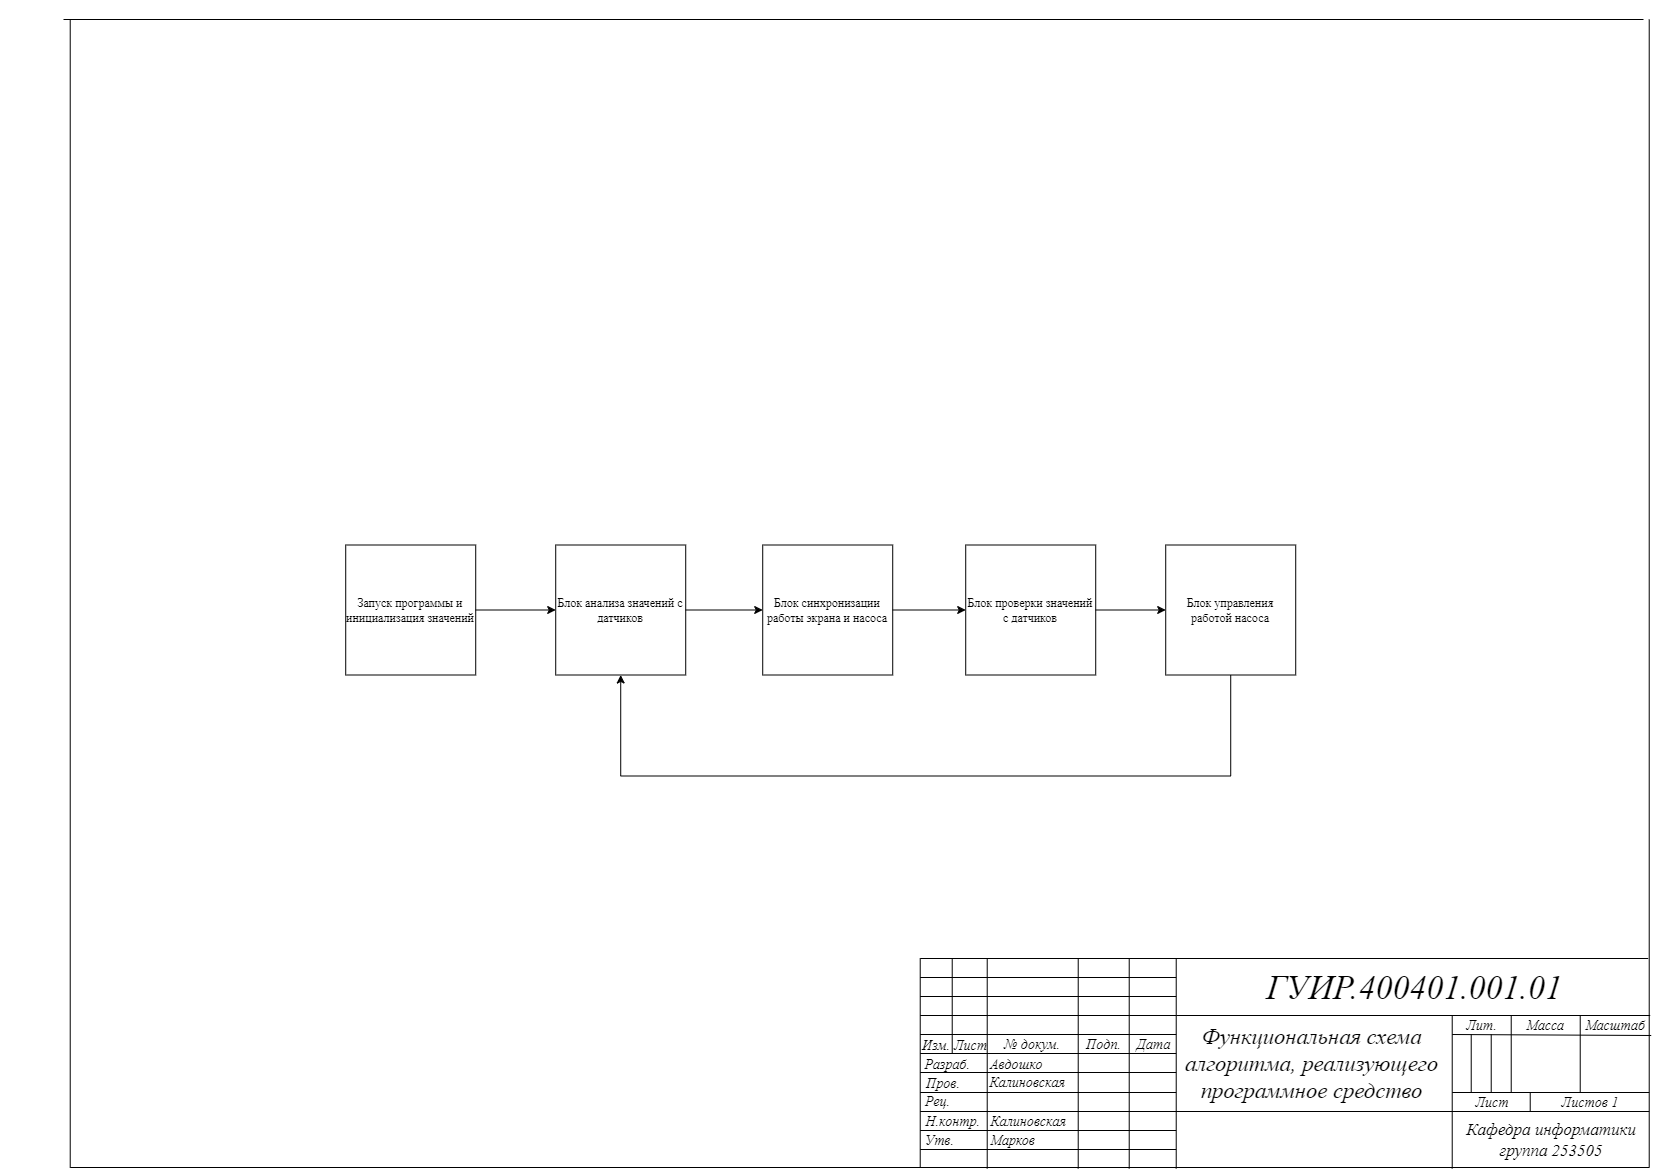 Запуск программы и
инициализация значений
Блок анализа значений с
датчиков
Блок синхронизации
работы экрана и насоса
Блок проверки значений
с датчиков
Блок управления
работой насоса
ГУИР.400401.001.01
Функциональная схема
алгоритма, реализующего
программное средство
Лит. Масса Масштаб
Изм. Лист № докум. Подп. Дата
Разраб. Авдошко
Пров. Калиновская
Рец.
Н.контр. Калиновская
Утв. Марков
Лист Листов 1
Кафедра информатики
группа 253505